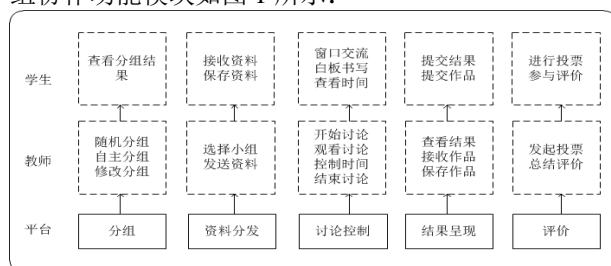 组协作功能模块如图1所示.
学生
查看分组结
果
接收资料
保存资料
窗口交流
白板书写
查看时间
提交结果
提交作品
进行投票
参与评价
教师
随机分组
自主分组
修改分组
选择小组
发送资料
开始讨论
观看讨论
控制时间
结束讨论
查看结果
接收作品
保存作品
发起投票
总结评价
平台
分组
资料分发
讨论控制
结果呈现
评价